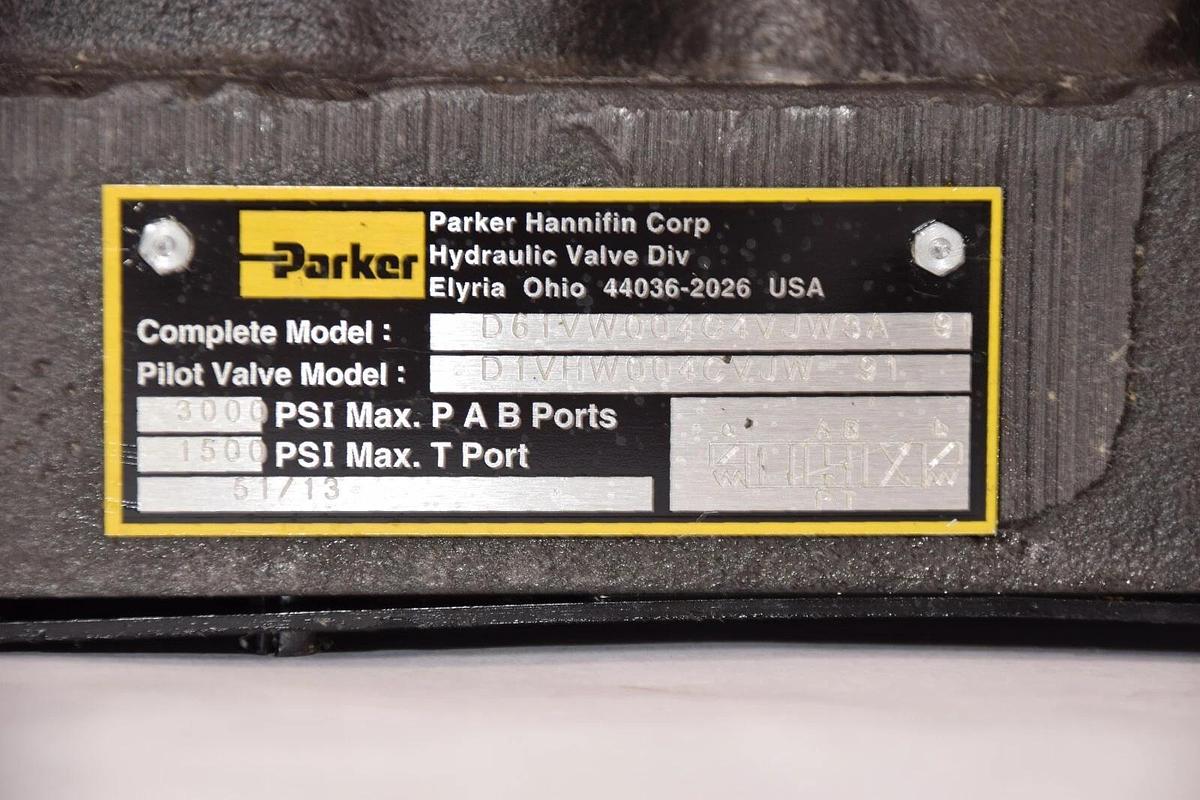 Parker
Parker Hannifin Corp
Hydraulic Valve Div
Elyria Ohio 44036-2026 USA
Complete Model : D61VW004C4VJW3A 91
Pilot Valve Model : D1VHW004CVJW 91
3000 PSI Max. P A B Ports
1500 PSI Max. T Port
51/13
A B
P T